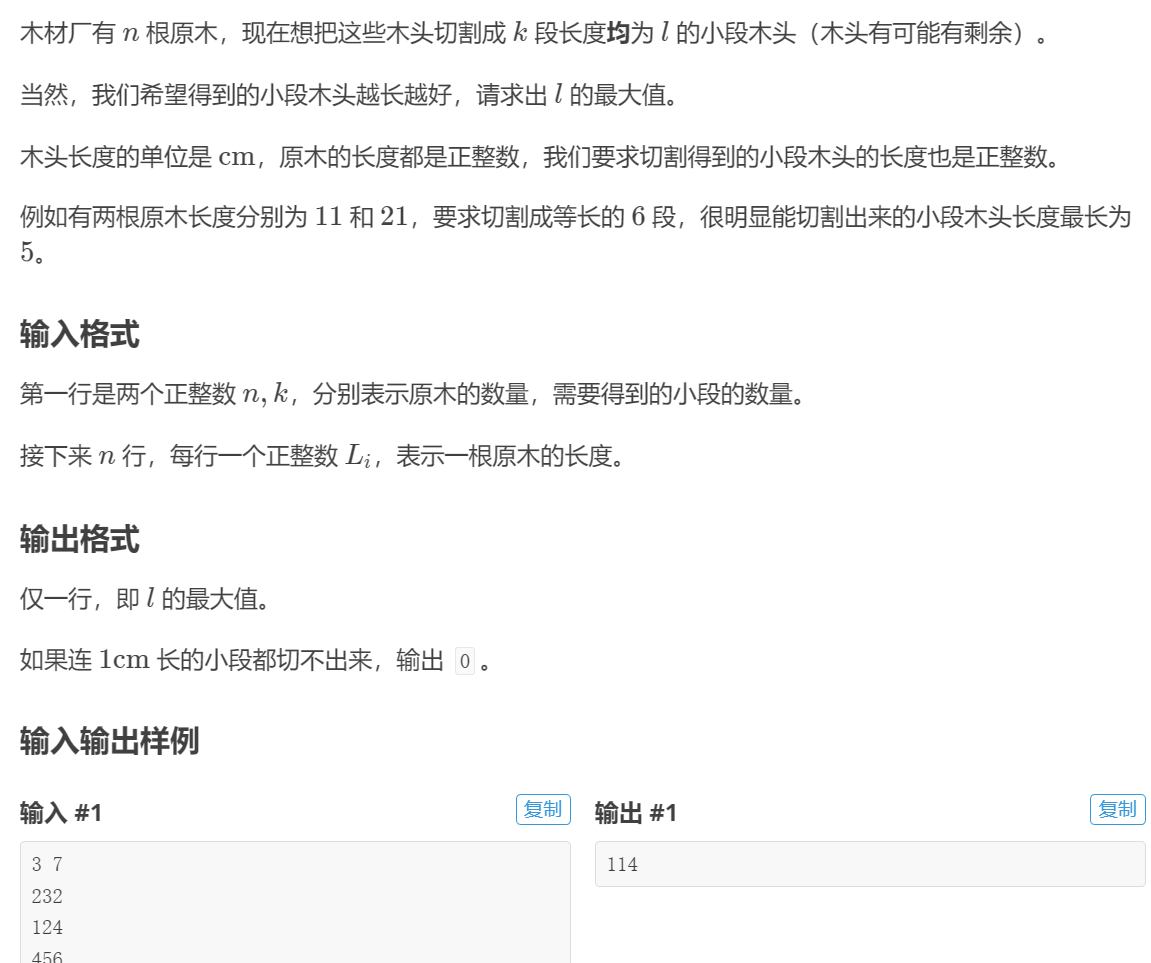 木材厂有 n 根原木，现在想把这些木头切割成 k 段长度均为 l 的小段木头（木头有可能有剩余）。
当然，我们希望得到的小段木头越长越好，请求出 l 的最大值。
木头长度的单位是 cm，原木的长度都是正整数，我们要求切割得到的小段木头的长度也是正整数。
例如有两根原木长度分别为 11 和 21，要求切割成等长的 6 段，很明显能切割出来的小段木头长度最长为
5。
输入格式
第一行是两个正整数 n, k，分别表示原木的数量，需要得到的小段的数量。
接下来 n 行，每行一个正整数 Lᵢ，表示一根原木的长度。
输出格式
仅一行，即 l 的最大值。
如果连 1cm 长的小段都切不出来，输出 0 。
输入输出样例
输入 #1
复制
3 7
232
124
456
输出 #1
复制
114